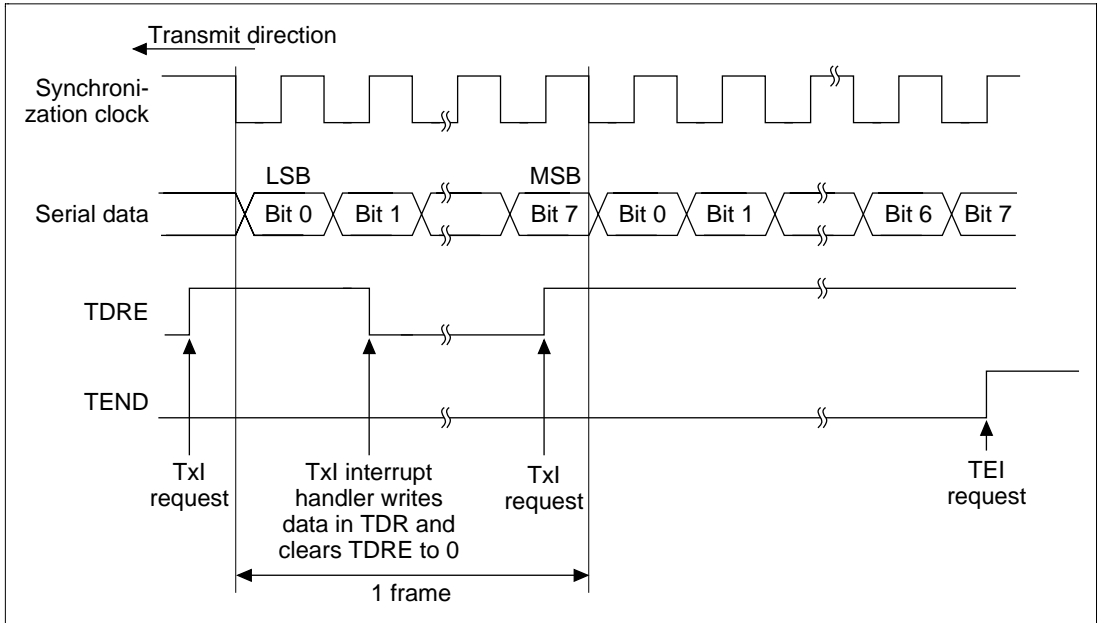 Transmit direction
Synchroni-
zation clock
LSB
MSB
Serial data
Bit 0
Bit 1
Bit 7
Bit 0
Bit 1
Bit 6
Bit 7
TDRE
TEND
TxI
request
TxI interrupt
handler writes
data in TDR and
clears TDRE to 0
TxI
request
TEI
request
1 frame